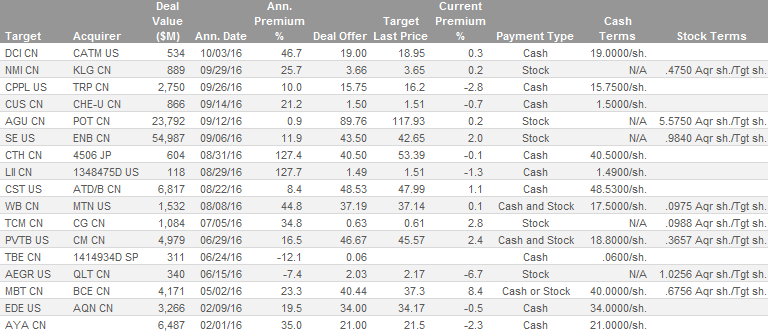 Deal Ann. Target Current
Value Premium Last Price Premium Cash
Target Acquirer ($M) Ann. Date % Deal Offer % Payment Type Terms Stock Terms
DCI CN CATM US 534 10/03/16 46.7 19.00 18.95 0.3 Cash 19.0000/sh.
NMI CN KLG CN 889 09/29/16 25.7 3.66 3.65 0.2 Stock N/A .4750 Aqr sh./Tgt sh.
CPPL US TRP CN 2,750 09/26/16 10.0 15.75 16.2 -2.8 Cash 15.7500/sh.
CUS CN CHE-U CN 866 09/14/16 21.2 1.50 1.51 -0.7 Cash 1.5000/sh.
AGU CN POT CN 23,792 09/12/16 0.9 89.76 117.93 0.2 Stock N/A 5.5750 Aqr sh./Tgt sh.
SE US ENB CN 54,987 09/06/16 11.9 43.50 42.65 2.0 Stock N/A .9840 Aqr sh./Tgt sh.
CTH CN 4506 JP 604 08/31/16 127.4 40.50 53.39 -0.1 Cash 40.5000/sh.
LII CN 1348475D US 118 08/29/16 127.7 1.49 1.51 -1.3 Cash 1.4900/sh.
CST US ATD/B CN 6,817 08/22/16 8.4 48.53 47.99 1.1 Cash 48.5300/sh.
WB CN MTN US 1,532 08/08/16 44.8 37.19 37.14 0.1 Cash and Stock 17.5000/sh. .0975 Aqr sh./Tgt sh.
TCM CN CG CN 1,084 07/05/16 34.8 0.63 0.61 2.8 Stock N/A .0988 Aqr sh./Tgt sh.
PVTB US CM CN 4,979 06/29/16 16.5 46.67 45.57 2.4 Cash and Stock 18.8000/sh. .3657 Aqr sh./Tgt sh.
TBE CN 1414934D SP 311 06/24/16 -12.1 0.06 Cash .0600/sh.
AEGR US QLT CN 340 06/15/16 -7.4 2.03 2.17 -6.7 Stock N/A 1.0256 Aqr sh./Tgt sh.
MBT CN BCE CN 4,171 05/02/16 23.3 40.44 37.3 8.4 Cash or Stock 40.0000/sh. .6756 Aqr sh./Tgt sh.
EDE US AQN CN 3,266 02/09/16 19.5 34.00 34.17 -0.5 Cash 34.0000/sh.
AYA CN 6,487 02/01/16 35.0 21.00 21.5 -2.3 Cash 21.0000/sh.